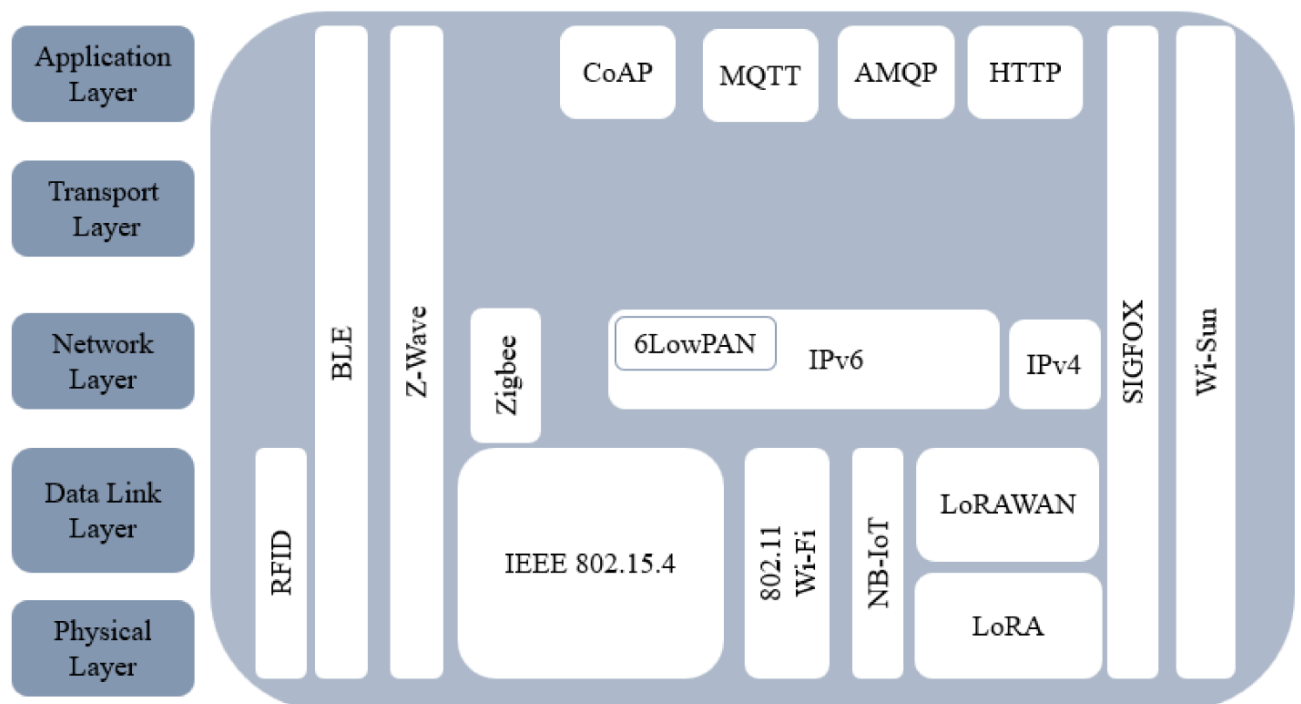 Application
Layer
CoAP
MQTT
AMQP
HTTP
Transport
Layer
Network
Layer
BLE
Z-Wave
Zigbee
6LowPAN
IPv6
IPv4
SIGFOX
Wi-Sun
Data Link
Layer
RFID
IEEE 802.15.4
802.11
Wi-Fi
NB-IoT
LoRAWAN
Physical
Layer
LoRA